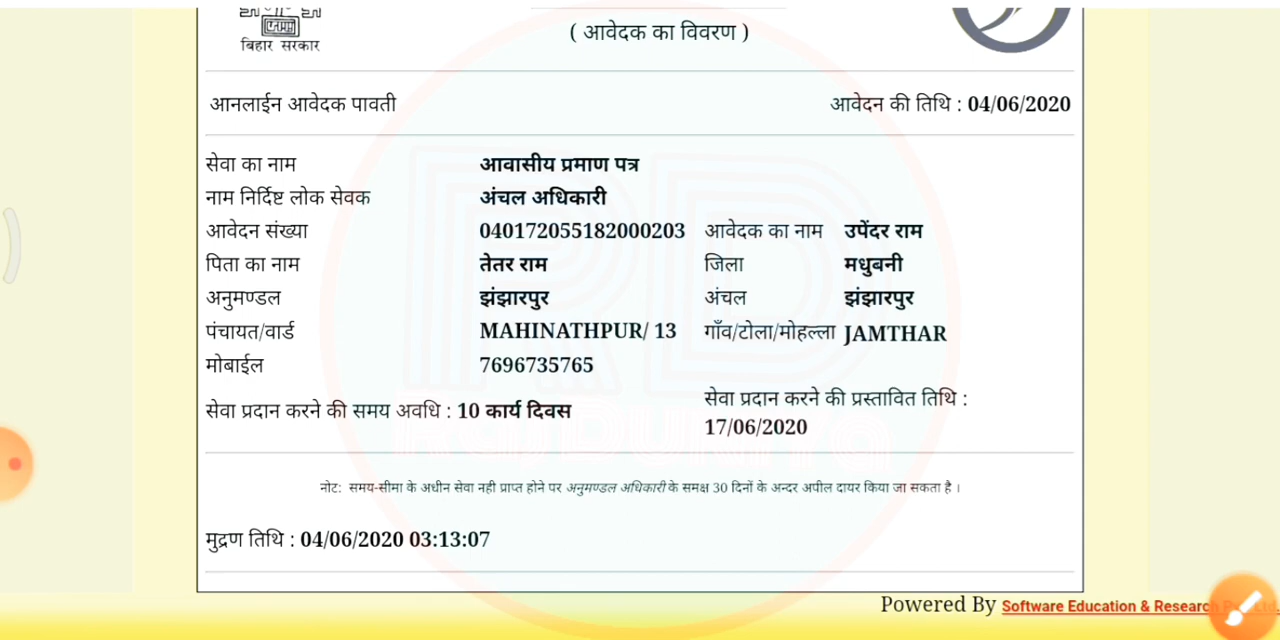 बिहार सरकार
( आवेदक का विवरण )
आनलाईन आवेदक पावती आवेदन की तिथि : 04/06/2020
सेवा का नाम आवासीय प्रमाण पत्र
नाम निर्दिष्ट लोक सेवक अंचल अधिकारी
आवेदन संख्या 040172055182000203 आवेदक का नाम उपेंदर राम
पिता का नाम तेतर राम जिला मधुबनी
अनुमण्डल झंझारपुर अंचल झंझारपुर
पंचायत/वार्ड MAHINATHPUR/ 13 गाँव/टोला/मोहल्ला JAMTHAR
मोबाईल 7696735765
सेवा प्रदान करने की समय अवधि : 10 कार्य दिवस सेवा प्रदान करने की प्रस्तावित तिथि :
17/06/2020
नोट: समय-सीमा के अधीन सेवा नही प्राप्त होने पर अनुमण्डल अधिकारी के समक्ष 30 दिनों के अन्दर अपील दायर किया जा सकता है ।
मुद्रण तिथि : 04/06/2020 03:13:07
Powered By Software Education & Research